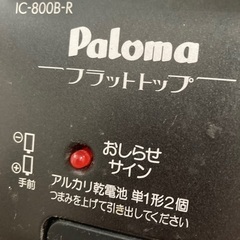 IC-800B-R
Paloma
フラットトップ
おしらせ
サイン
手前
アルカリ乾電池 単1形2個
つまみを上げて引き出してください